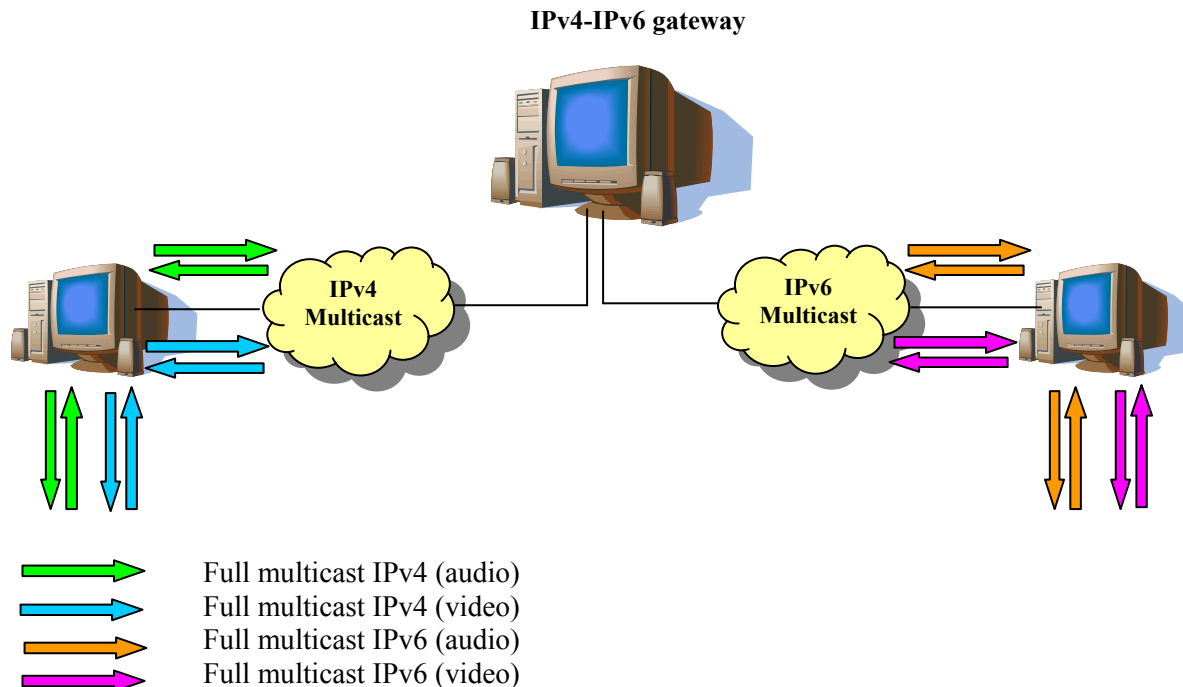 IPv4-IPv6 gateway
IPv4
Multicast
IPv6
Multicast
Full multicast IPv4 (audio)
Full multicast IPv4 (video)
Full multicast IPv6 (audio)
Full multicast IPv6 (video)